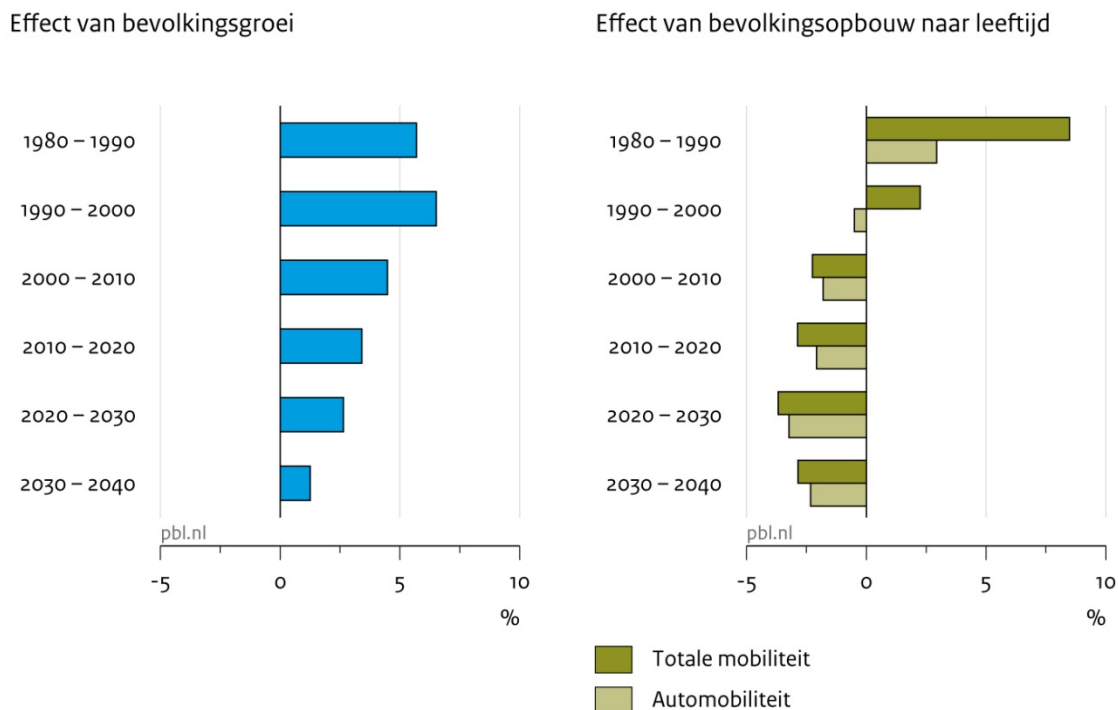 Effect van bevolkingsgroei
1980 – 1990
1990 – 2000
2000 – 2010
2010 – 2020
2020 – 2030
2030 – 2040
pbl.nl
-5 0 5 10
%
Effect van bevolkingsopbouw naar leeftijd
1980 – 1990
1990 – 2000
2000 – 2010
2010 – 2020
2020 – 2030
2030 – 2040
pbl.nl
-5 0 5 10
%
Totale mobiliteit
Automobiliteit